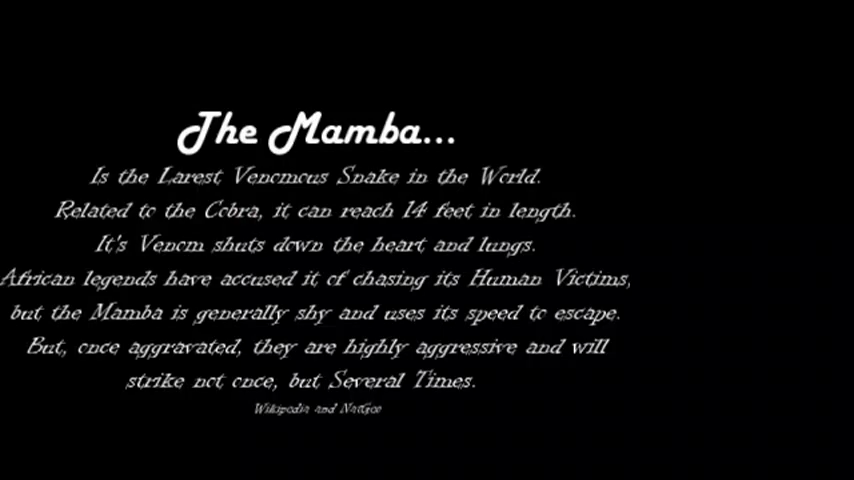 The Mamba...
Is the Larest Venomous Snake in the World.
Related to the Cobra, it can reach 14 feet in length.
It's Venom shuts down the heart and lungs.
African legends have accused it of chasing its Human Victims,
but the Mamba is generally shy and uses its speed to escape.
But, once aggravated, they are highly aggressive and will
strike not once, but Several Times.
Wikipedia and NatGeo